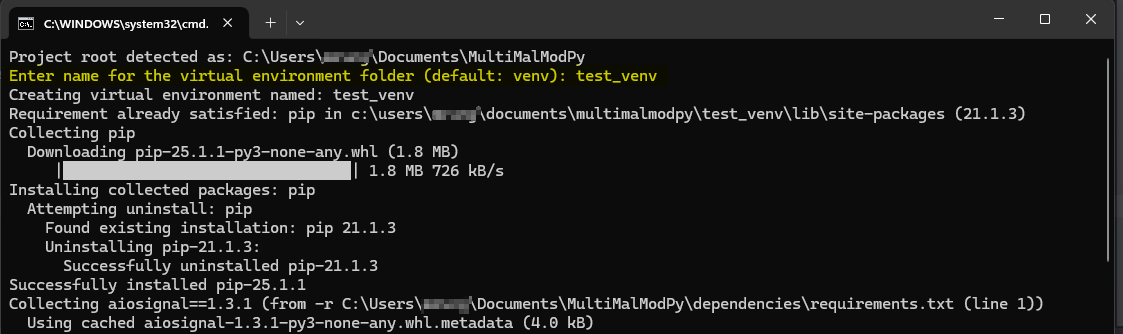 C:\WINDOWS\system32\cmd.
Project root detected as: C:\Users\ \Documents\MultiMalModPy
Enter name for the virtual environment folder (default: venv): test_venv
Creating virtual environment named: test_venv
Requirement already satisfied: pip in c:\users\ \documents\multimalmodpy\test_venv\lib\site-packages (21.1.3)
Collecting pip
Downloading pip-25.1.1-py3-none-any.whl (1.8 MB)
| | 1.8 MB 726 kB/s
Installing collected packages: pip
Attempting uninstall: pip
Found existing installation: pip 21.1.3
Uninstalling pip-21.1.3:
Successfully uninstalled pip-21.1.3
Successfully installed pip-25.1.1
Collecting aiosignal==1.3.1 (from -r C:\Users\ \Documents\MultiMalModPy\dependencies\requirements.txt (line 1))
Using cached aiosignal-1.3.1-py3-none-any.whl.metadata (4.0 kB)